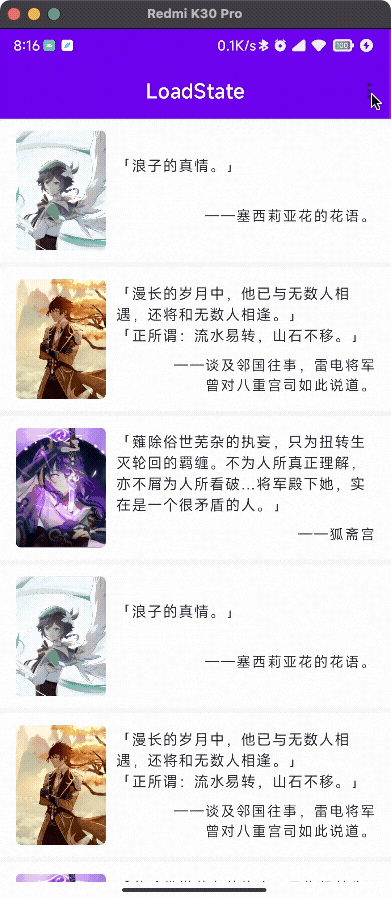 Redmi K30 Pro
8:16
0.1K/s
100
LoadState
「浪子的真情。」
——塞西莉亚花的花语。
「漫长的岁月中，他已与无数人相
遇，还将和无数人相逢。」
「正所谓：流水易转，山石不移。」
——谈及邻国往事，雷电将军
曾对八重宫司如此说道。
「薙除俗世芜杂的执妄，只为扭转生
灭轮回的羁缠。不为人所真正理解，
亦不屑为人所看破...将军殿下她，实
在是一个很矛盾的人。」
——狐斋宫
「浪子的真情。」
——塞西莉亚花的花语。
「漫长的岁月中，他已与无数人相
遇，还将和无数人相逢。」
「正所谓：流水易转，山石不移。」
——谈及邻国往事，雷电将军
曾对八重宫司如此说道。